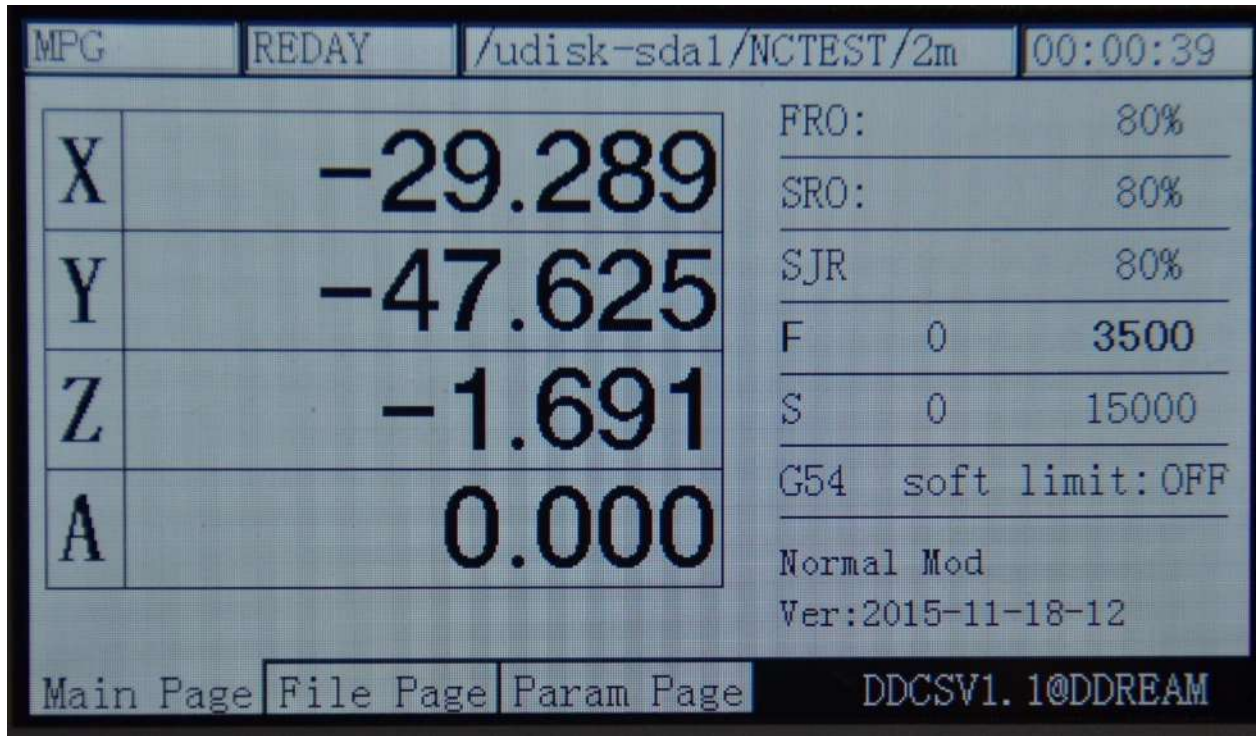 MPG REDAY /udisk-sda1/NCTEST/2m 00:00:39
X -29.289
Y -47.625
Z -1.691
A 0.000
FRO: 80%
SRO: 80%
SJR 80%
F 0 3500
S 0 15000
G54 soft limit:OFF
Normal Mod
Ver:2015-11-18-12
Main Page File Page Param Page DDCSV1.1@DDREAM